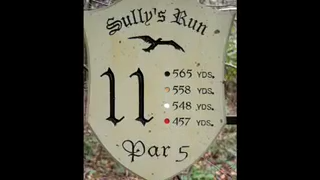 Sully's Run
11
565 YDS.
558 YDS.
548 YDS.
457 YDS.
Par 5